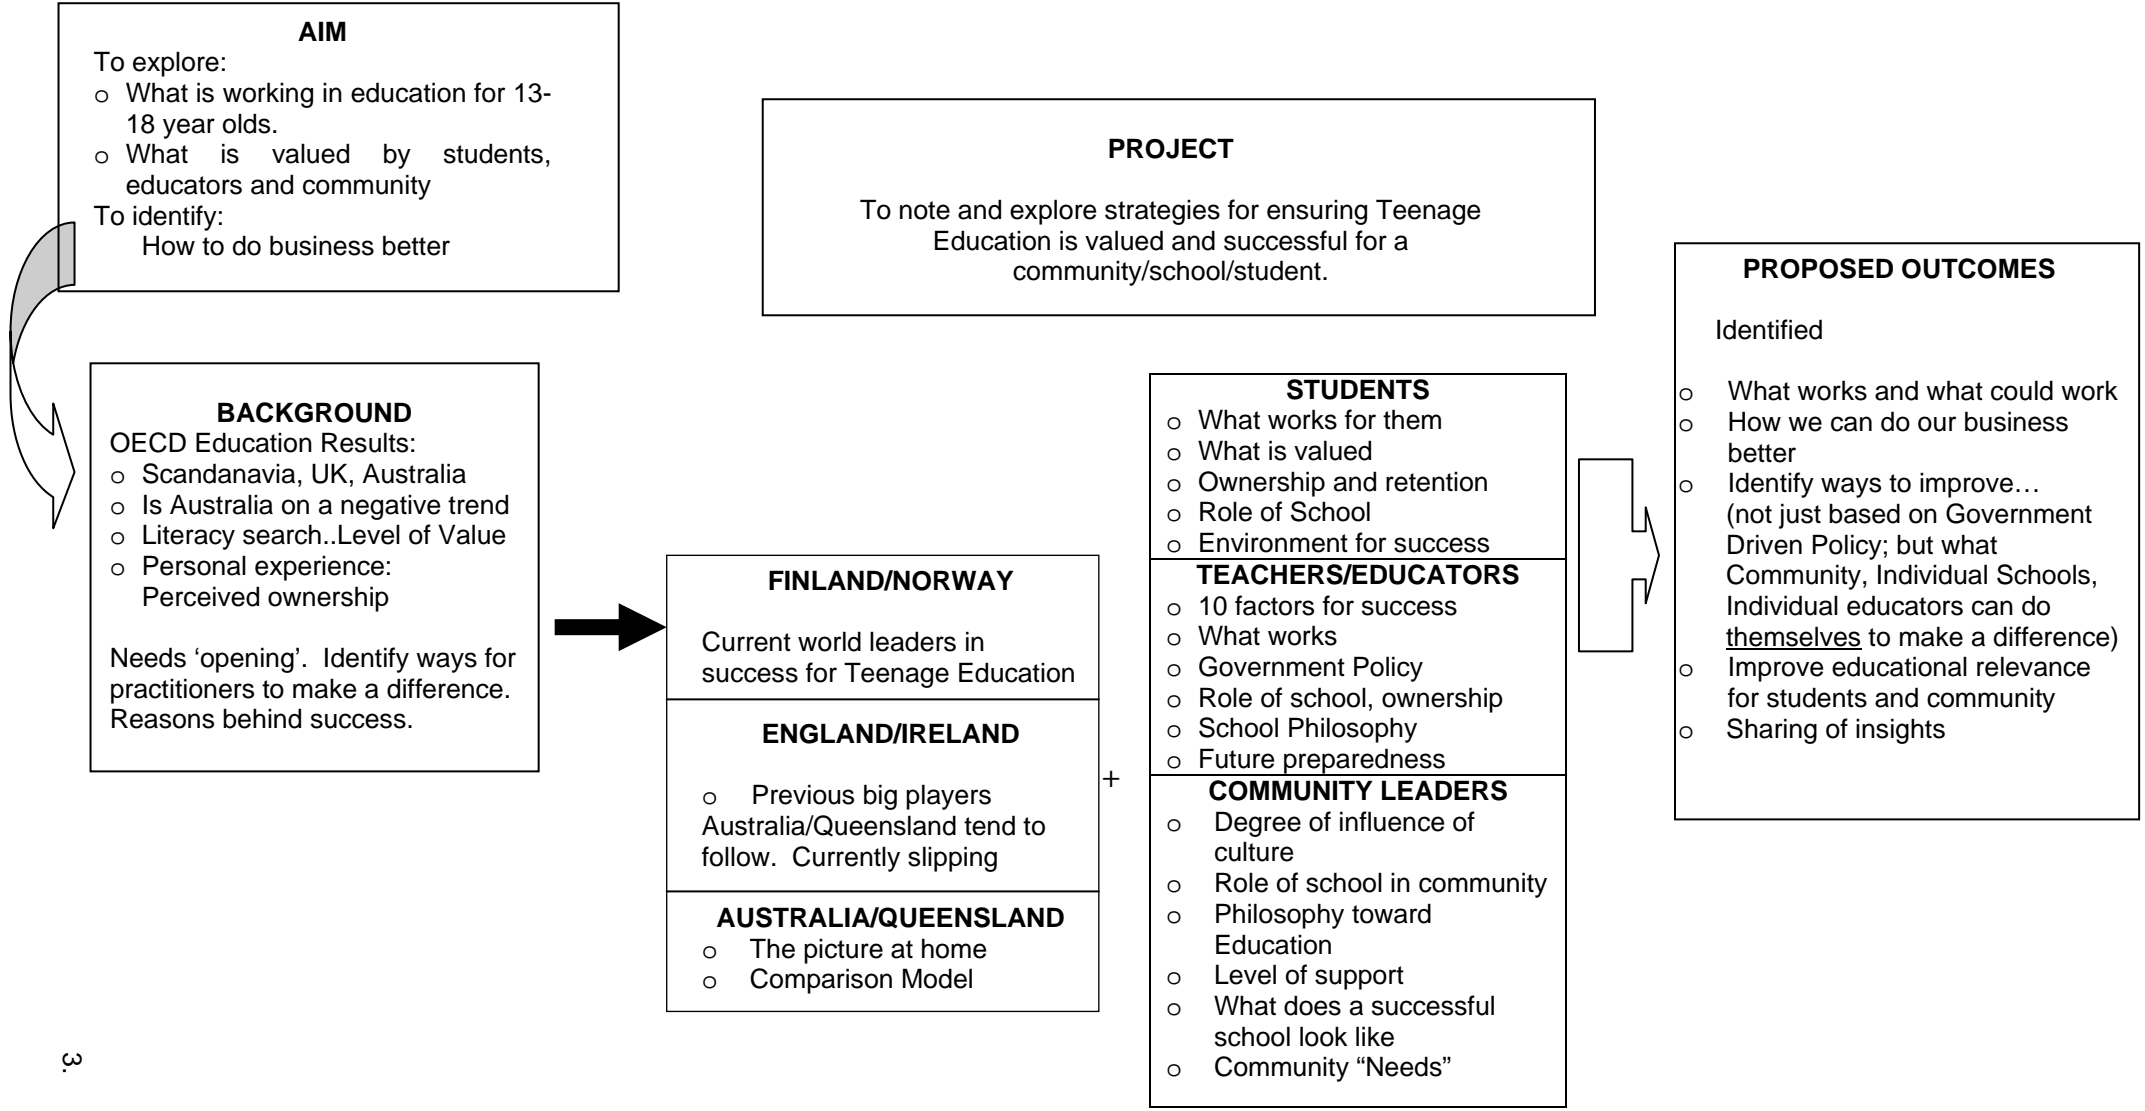 AIM
To explore:
o What is working in education for 13-
18 year olds.
o What is valued by students,
educators and community
To identify:
How to do business better
PROJECT
To note and explore strategies for ensuring Teenage
Education is valued and successful for a
community/school/student.
BACKGROUND
OECD Education Results:
o Scandanavia, UK, Australia
o Is Australia on a negative trend
o Literacy search..Level of Value
o Personal experience:
Perceived ownership
Needs ‘opening’. Identify ways for
practitioners to make a difference.
Reasons behind success.
FINLAND/NORWAY
Current world leaders in
success for Teenage Education
ENGLAND/IRELAND
o Previous big players
Australia/Queensland tend to
follow. Currently slipping
AUSTRALIA/QUEENSLAND
o The picture at home
o Comparison Model
+
STUDENTS
o What works for them
o What is valued
o Ownership and retention
o Role of School
o Environment for success
TEACHERS/EDUCATORS
o 10 factors for success
o What works
o Government Policy
o Role of school, ownership
o School Philosophy
o Future preparedness
COMMUNITY LEADERS
o Degree of influence of
culture
o Role of school in community
o Philosophy toward
Education
o Level of support
o What does a successful
school look like
o Community “Needs”
PROPOSED OUTCOMES
Identified
o What works and what could work
o How we can do our business
better
o Identify ways to improve…
(not just based on Government
Driven Policy; but what
Community, Individual Schools,
Individual educators can do
themselves to make a difference)
o Improve educational relevance
for students and community
o Sharing of insights
3.